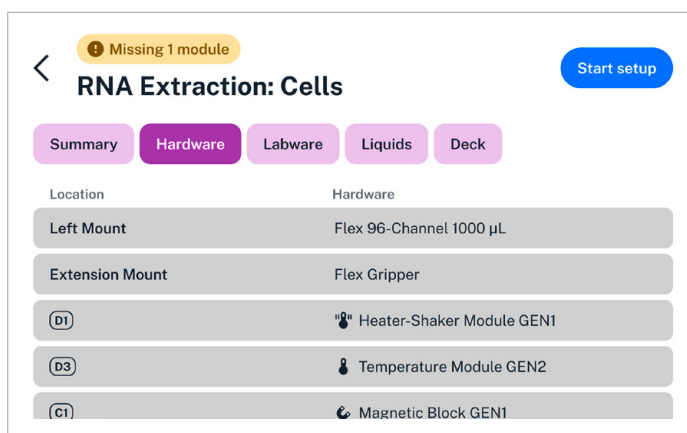 Missing 1 module
RNA Extraction: Cells
Start setup
Summary Hardware Labware Liquids Deck
Location Hardware
Left Mount Flex 96-Channel 1000 µL
Extension Mount Flex Gripper
D1 Heater-Shaker Module GEN1
D3 Temperature Module GEN2
C1 Magnetic Block GEN1